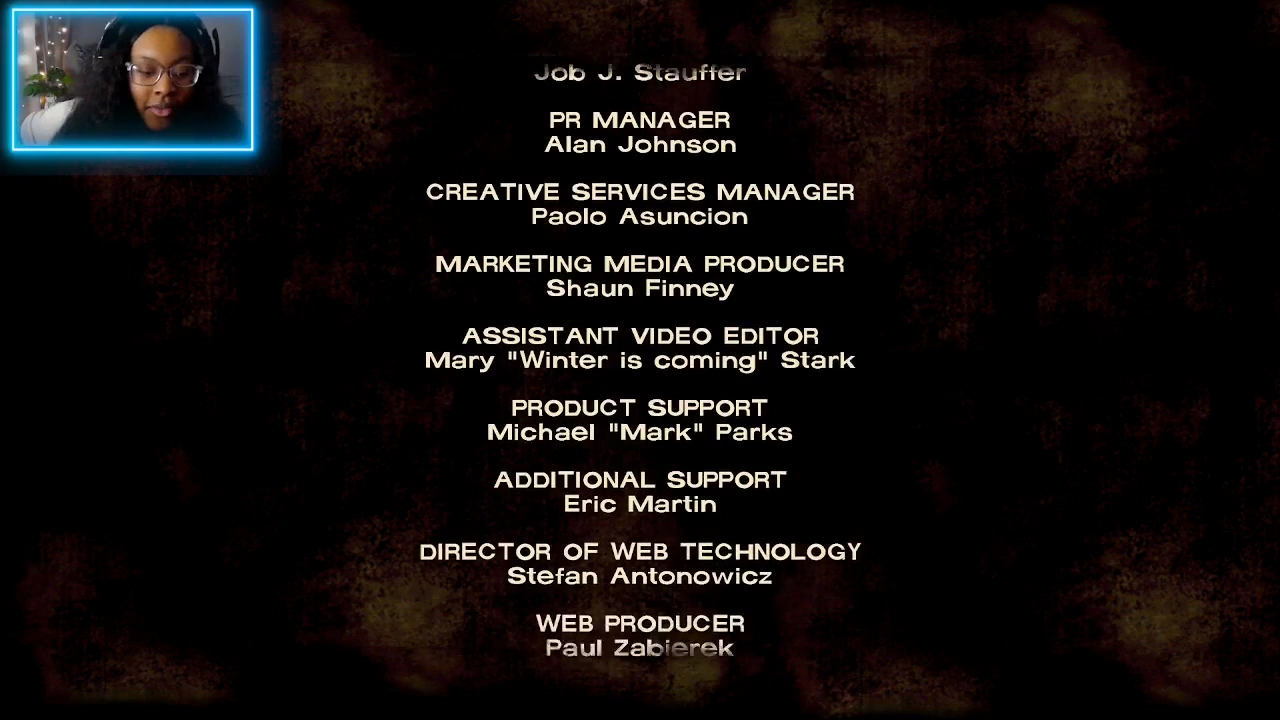 Job J. Stauffer
PR MANAGER
Alan Johnson
CREATIVE SERVICES MANAGER
Paolo Asuncion
MARKETING MEDIA PRODUCER
Shaun Finney
ASSISTANT VIDEO EDITOR
Mary "Winter is coming" Stark
PRODUCT SUPPORT
Michael "Mark" Parks
ADDITIONAL SUPPORT
Eric Martin
DIRECTOR OF WEB TECHNOLOGY
Stefan Antonowicz
WEB PRODUCER
Paul Zabierek